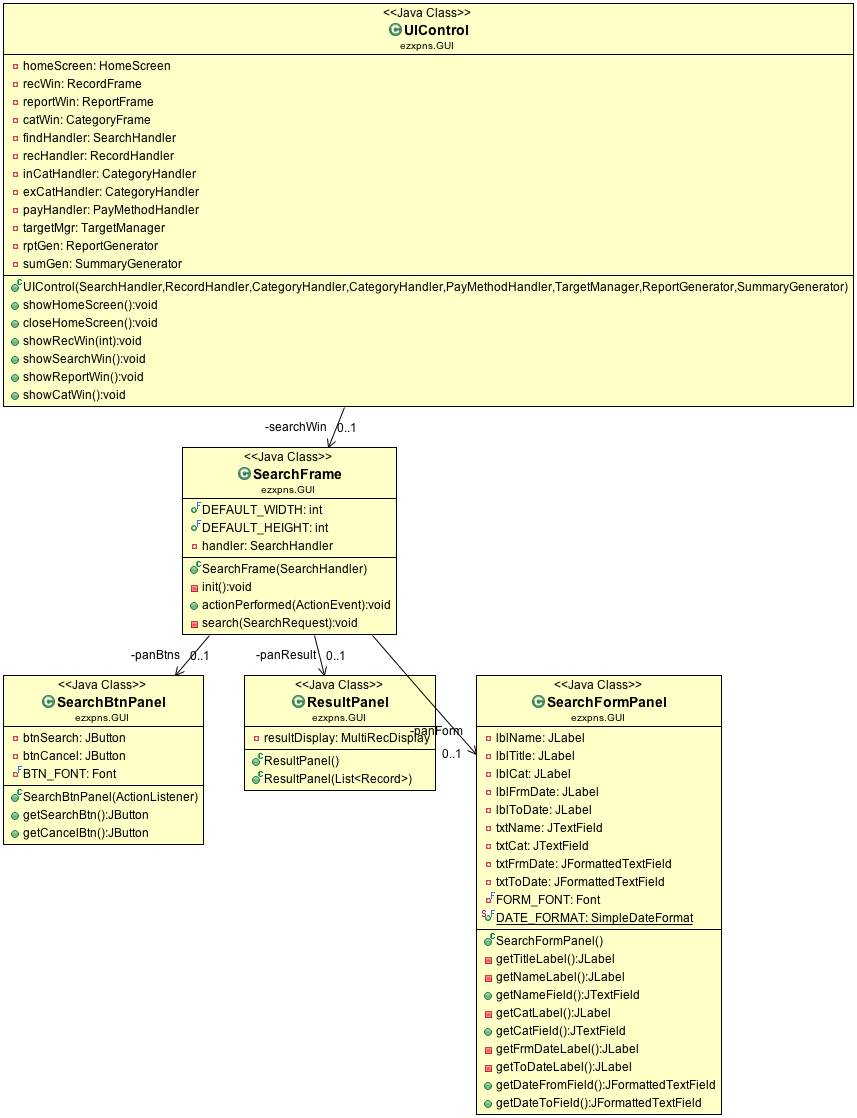 <<Java Class>>
UIControl
ezxpns.GUI
homeScreen: HomeScreen
recWin: RecordFrame
reportWin: ReportFrame
catWin: CategoryFrame
findHandler: SearchHandler
recHandler: RecordHandler
inCatHandler: CategoryHandler
exCatHandler: CategoryHandler
payHandler: PayMethodHandler
targetMgr: TargetManager
rptGen: ReportGenerator
sumGen: SummaryGenerator
UIControl(SearchHandler,RecordHandler,CategoryHandler,CategoryHandler,PayMethodHandler,TargetManager,ReportGenerator,SummaryGenerator)
showHomeScreen():void
closeHomeScreen():void
showRecWin(int):void
showSearchWin():void
showReportWin():void
showCatWin():void
-searchWin 0..1
<<Java Class>>
SearchFrame
ezxpns.GUI
DEFAULT_WIDTH: int
DEFAULT_HEIGHT: int
handler: SearchHandler
SearchFrame(SearchHandler)
init():void
actionPerformed(ActionEvent):void
search(SearchRequest):void
-panBtns 0..1
-panResult 0..1
-panForm
0..1
<<Java Class>>
SearchBtnPanel
ezxpns.GUI
btnSearch: JButton
btnCancel: JButton
BTN_FONT: Font
SearchBtnPanel(ActionListener)
getSearchBtn():JButton
getCancelBtn():JButton
<<Java Class>>
ResultPanel
ezxpns.GUI
resultDisplay: MultiRecDisplay
ResultPanel()
ResultPanel(List<Record>)
<<Java Class>>
SearchFormPanel
ezxpns.GUI
lblName: JLabel
lblTitle: JLabel
lblCat: JLabel
lblFrmDate: JLabel
lblToDate: JLabel
txtName: JTextField
txtCat: JTextField
txtFrmDate: JFormattedTextField
txtToDate: JFormattedTextField
FORM_FONT: Font
DATE_FORMAT: SimpleDateFormat
SearchFormPanel()
getTitleLabel():JLabel
getNameLabel():JLabel
getNameField():JTextField
getCatLabel():JLabel
getCatField():JTextField
getFrmDateLabel():JLabel
getToDateLabel():JLabel
getDateFromField():JFormattedTextField
getDateToField():JFormattedTextField